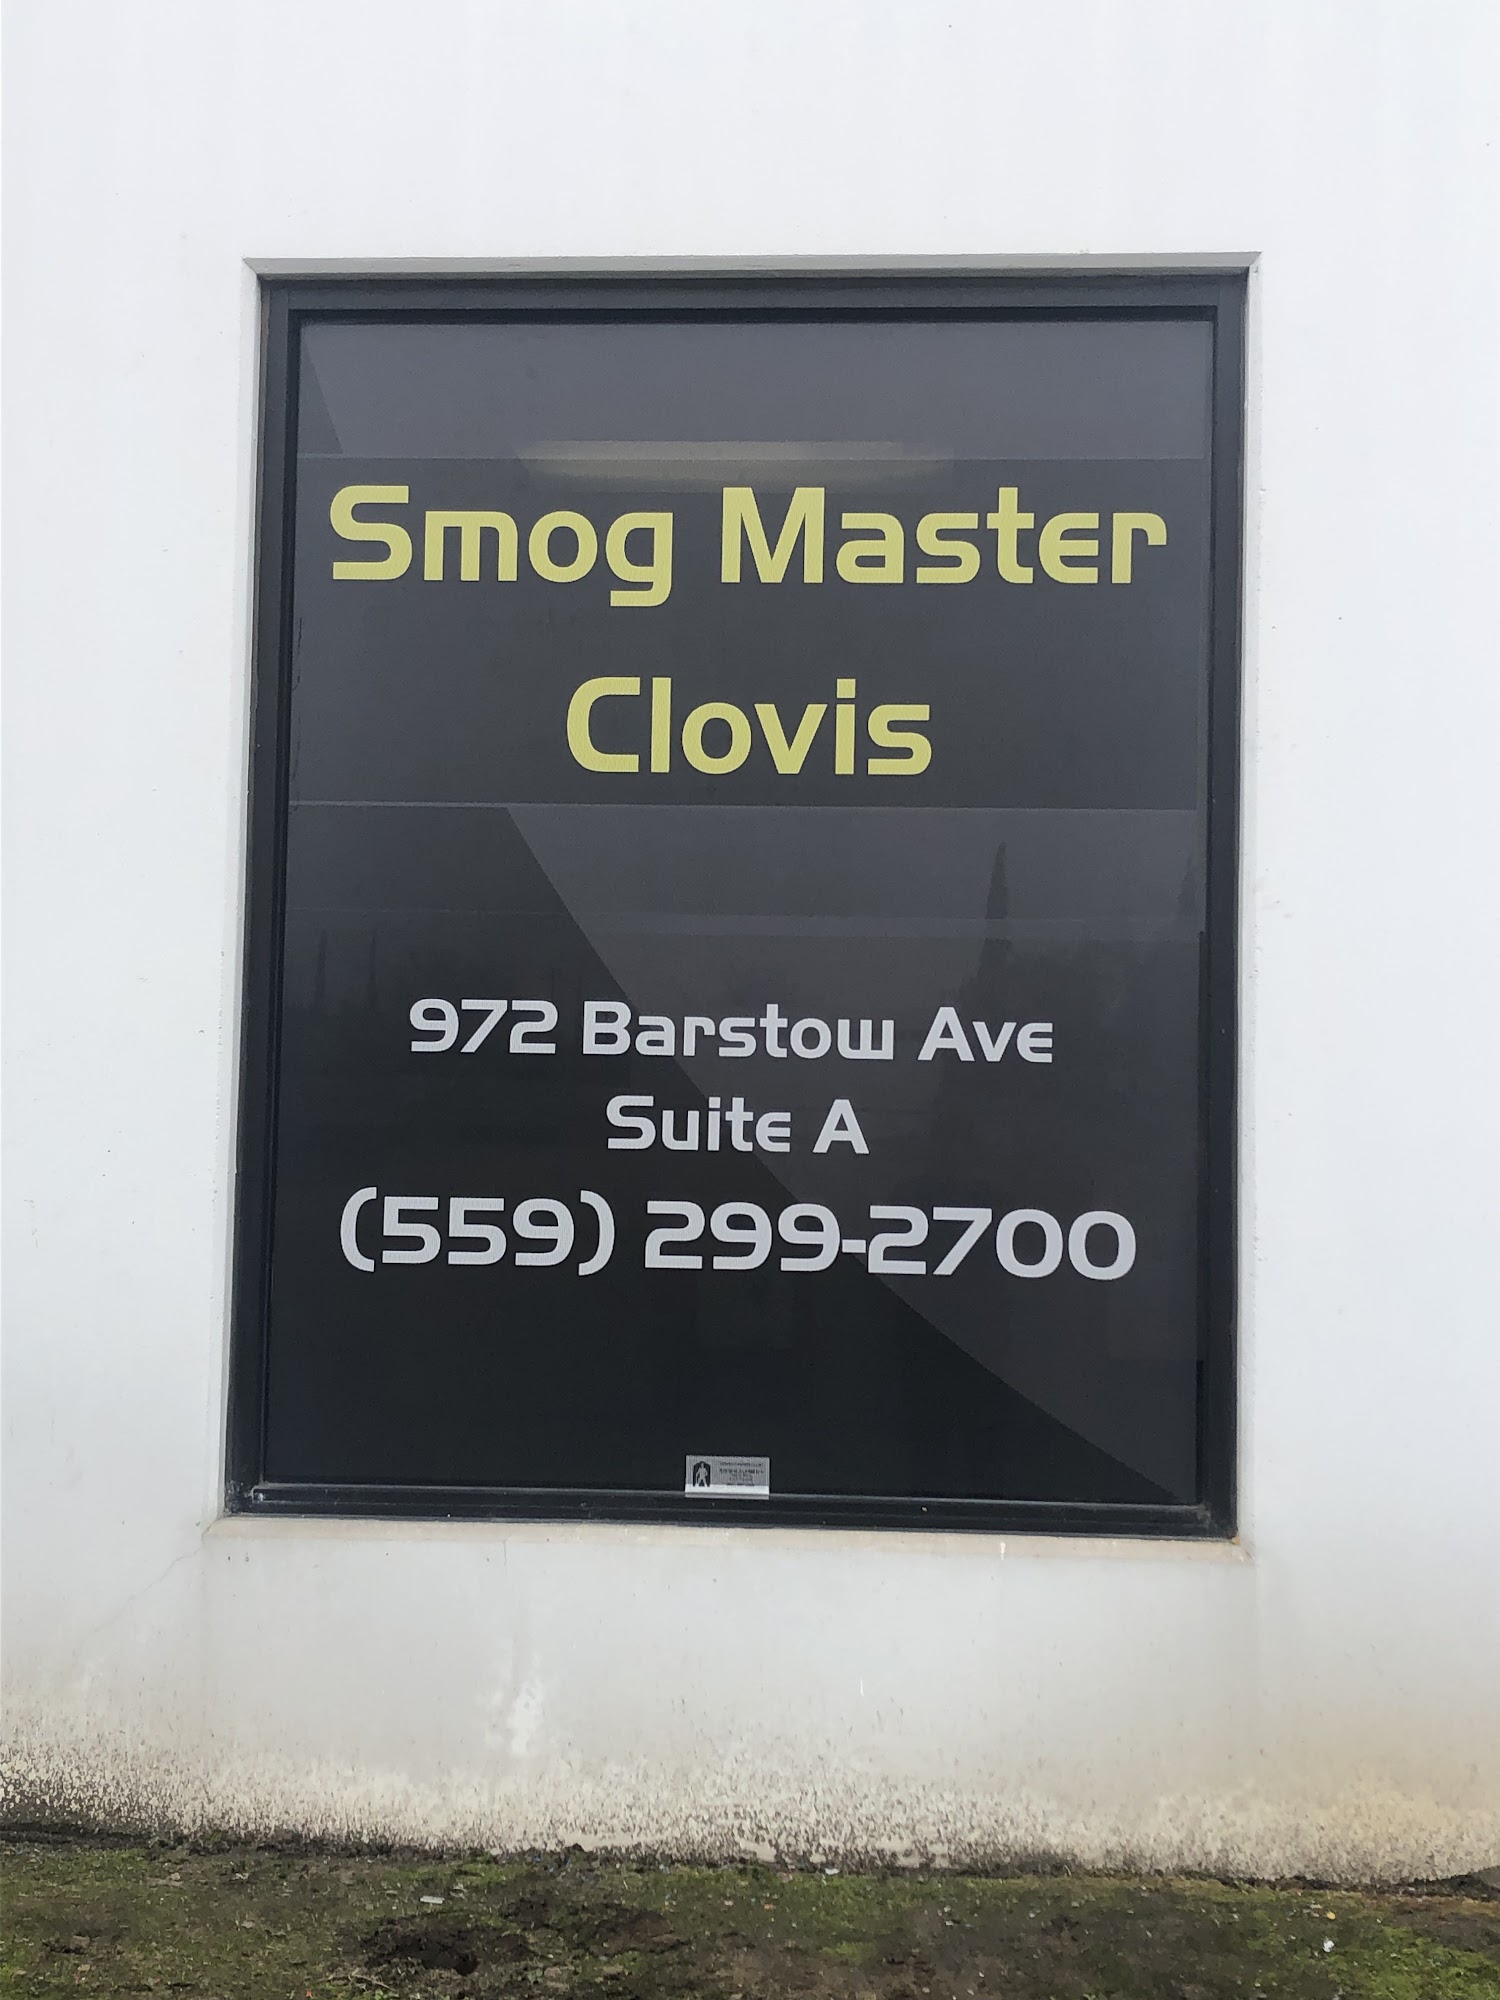 Smog Master
Clovis
972 Barstow Ave
Suite A
(559) 299-2700